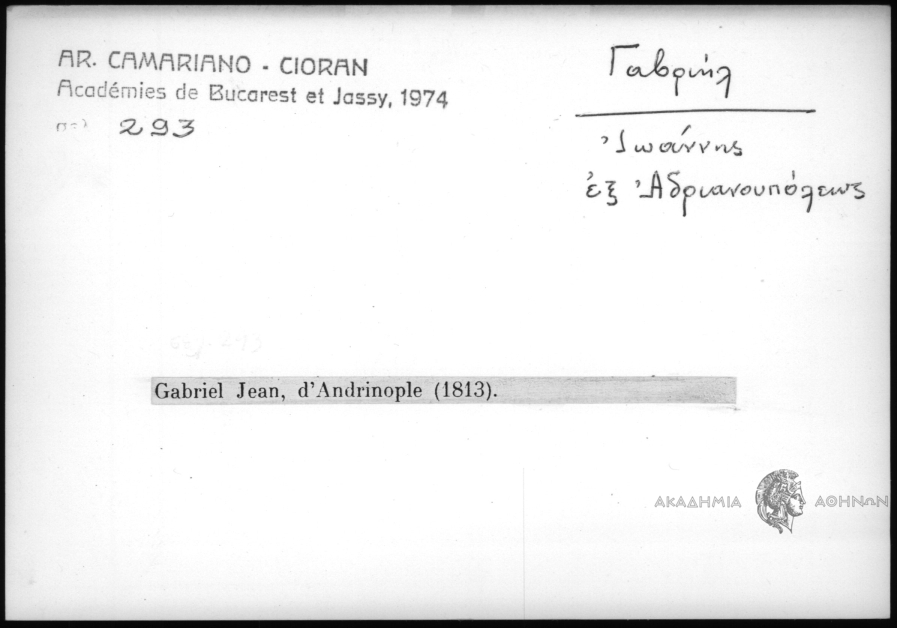 AR. CAMARIANO - CIORAN
Académies de Bucarest et Jassy, 1974
293
Γαβριήλ
Ἰωάννης
ἐξ Ἀδριανουπόλεως
Gabriel Jean, d'Andrinople (1813).
ΑΚΑΔΗΜΙΑ ΑΘΗΝΩΝ